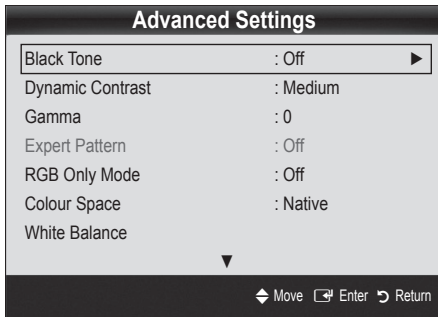 Advanced Settings
Black Tone : Off ▶
Dynamic Contrast : Medium
Gamma : 0
Expert Pattern : Off
RGB Only Mode : Off
Colour Space : Native
White Balance
▼
Move Enter Return